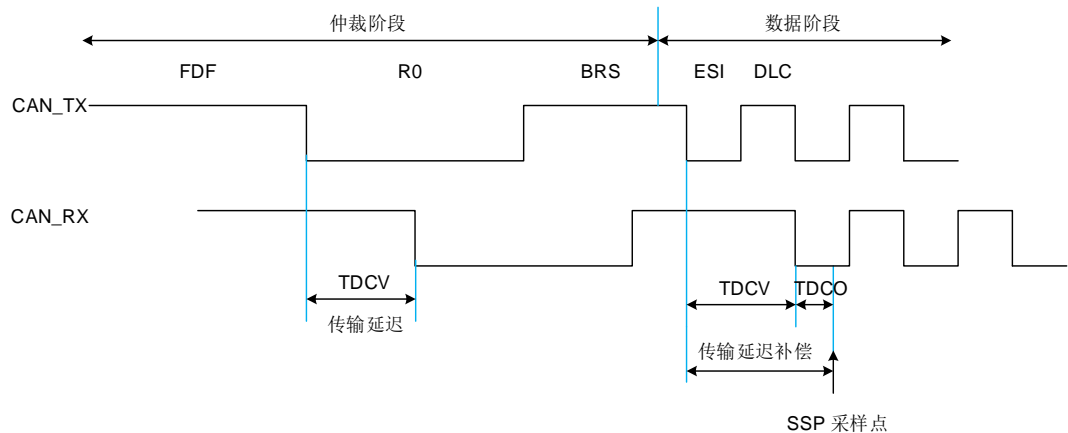 仲裁阶段 数据阶段
FDF R0 BRS ESI DLC
CAN_TX
CAN_RX
TDCV TDCV TDCO
传输延迟 传输延迟补偿
SSP 采样点